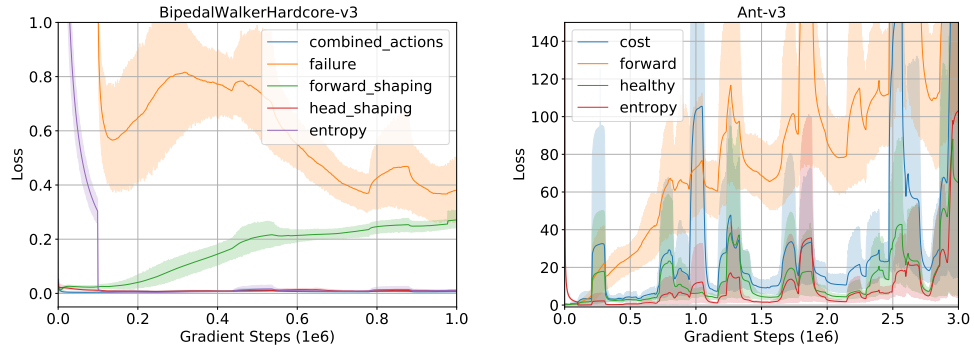 BipedalWalkerHardcore-v3
Loss
1.0
0.8
0.6
0.4
0.2
0.0
combined_actions
failure
forward_shaping
head_shaping
entropy
0.0 0.2 0.4 0.6 0.8 1.0
Gradient Steps (1e6)
Ant-v3
Loss
140
120
100
80
60
40
20
0
cost
forward
healthy
entropy
0.0 0.5 1.0 1.5 2.0 2.5 3.0
Gradient Steps (1e6)